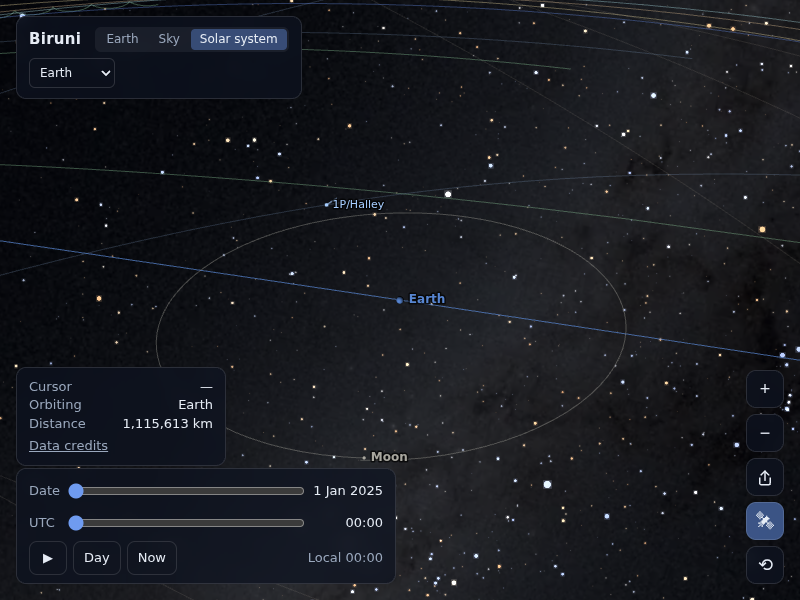 Biruni
Earth
Sky
Solar system
Earth
1P/Halley
Earth
Moon
Cursor —
Orbiting Earth
Distance 1,115,613 km
Data credits
Date 1 Jan 2025
UTC 00:00
▶ Day Now Local 00:00
+
−
⟲